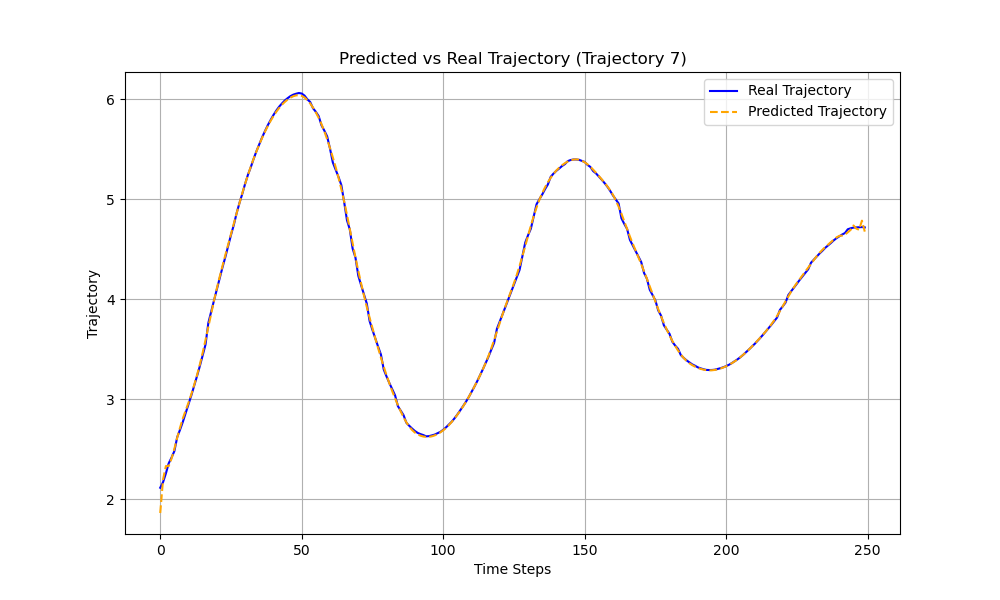 Predicted vs Real Trajectory (Trajectory 7)
Real Trajectory
Predicted Trajectory
Trajectory
6
5
4
3
2
0 50 100 150 200 250
Time Steps